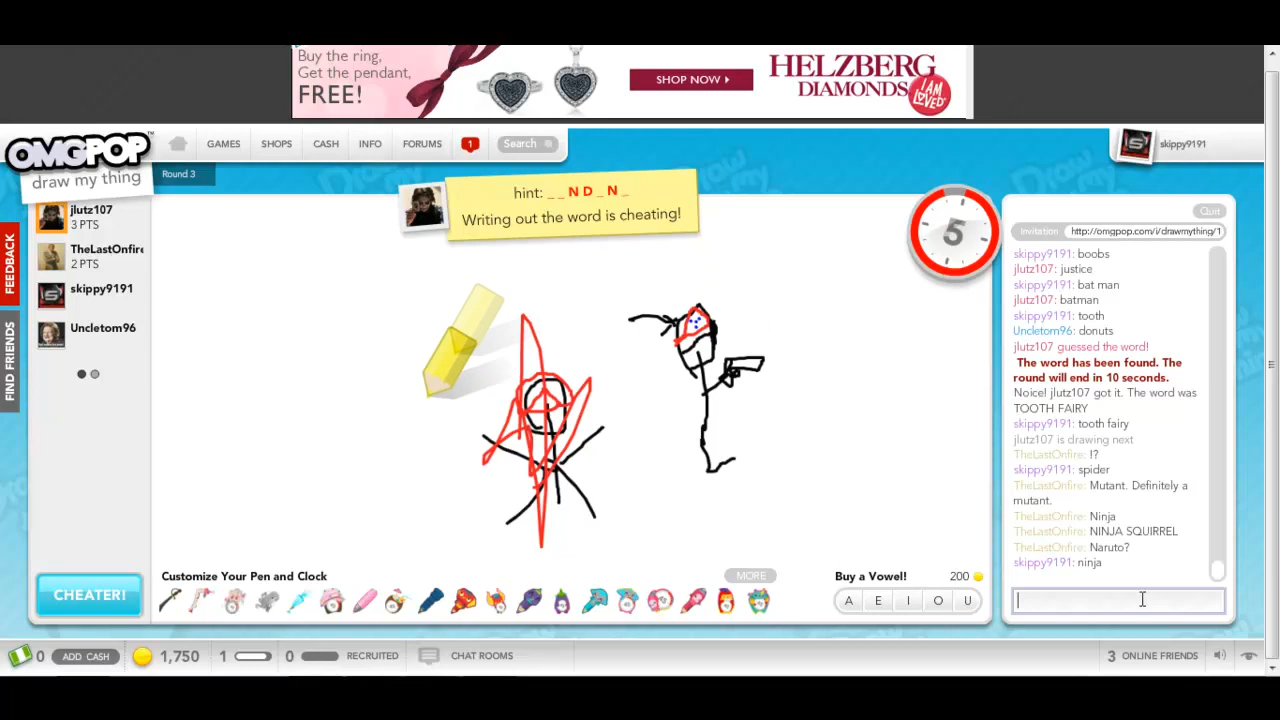 Buy the ring,
Get the pendant,
FREE!
SHOP NOW
HELZBERG
DIAMONDS
I AM
LOVED
OMGPOP
draw my thing
GAMES
SHOPS
CASH
INFO
FORUMS
1
Search
skippy9191
Round 3
hint: _ _ N D _ N _
Writing out the word is cheating!
jlutz107
3 PTS
TheLastOnfire
2 PTS
skippy9191
Uncletom96
FEEDBACK
FIND FRIENDS
5
Quit
Invitation http://omgpop.com/i/drawmything/1
skippy9191: boobs
jlutz107: justice
skippy9191: bat man
jlutz107: batman
skippy9191: tooth
Uncletom96: donuts
jlutz107 guessed the word!
The word has been found. The
round will end in 10 seconds.
Noice! jlutz107 got it. The word was
TOOTH FAIRY
skippy9191: tooth fairy
jlutz107 is drawing next
TheLastOnfire: !?
skippy9191: spider
TheLastOnfire: Mutant. Definitely a
mutant.
TheLastOnfire: Ninja
TheLastOnfire: NINJA SQUIRREL
TheLastOnfire: Naruto?
skippy9191: ninja
Customize Your Pen and Clock
MORE
Buy a Vowel!
200
A E I O U
CHEATER!
0
ADD CASH
1,750
1
0
RECRUITED
CHAT ROOMS
3 ONLINE FRIENDS